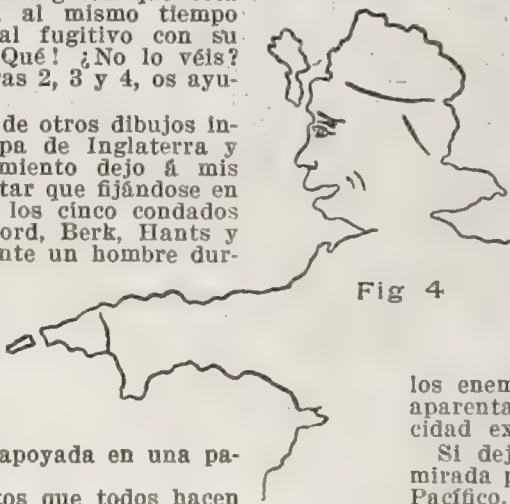 al mismo tiempo
al fugitivo con su
Qué! ¿No lo véis?
as 2, 3 y 4, os ayu-
de otros dibujos in-
pa de Inglaterra y
miento dejo á mis
tar que fijándose en
los cinco condados
ord, Berk, Hants y
nte un hombre dur-
Fig 4
apoyada en una pa-
tos que todos hacen
los enem
aparenta
cidad ex
Si dej
mirada p
Pacífico.